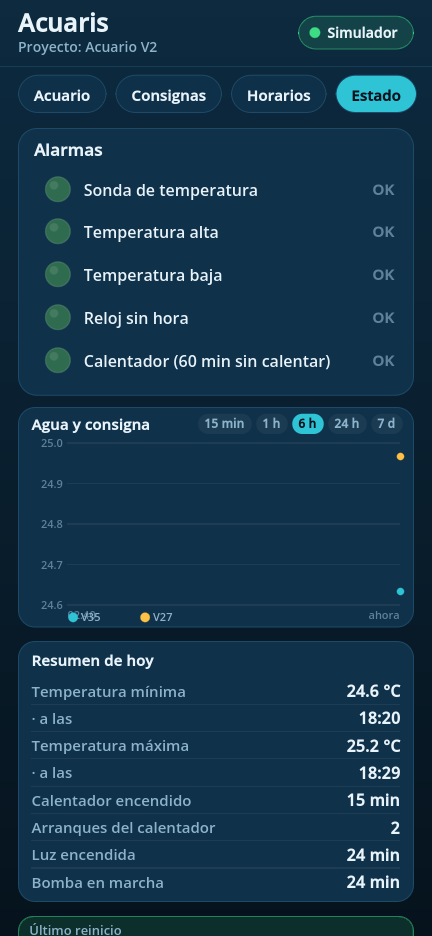 Acuaris
Proyecto: Acuario V2
Simulador
Acuario
Consignas
Horarios
Estado
Alarmas
Sonda de temperatura OK
Temperatura alta OK
Temperatura baja OK
Reloj sin hora OK
Calentador (60 min sin calentar) OK
Agua y consigna
15 min
1 h
6 h
24 h
7 d
25.0
24.9
24.8
24.7
24.6
ahora
V35
V27
Resumen de hoy
Temperatura mínima 24.6 °C
· a las 18:20
Temperatura máxima 25.2 °C
· a las 18:29
Calentador encendido 15 min
Arranques del calentador 2
Luz encendida 24 min
Bomba en marcha 24 min
Último reinicio